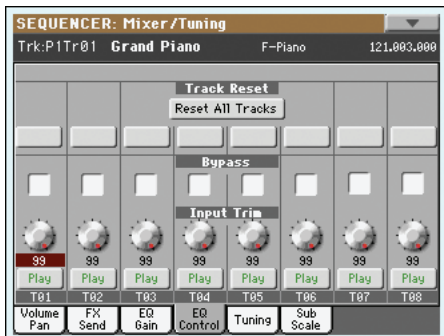 SEQUENCER: Mixer/Tuning
Trk:P1Tr01 Grand Piano F-Piano 121.003.000
Track Reset
Reset All Tracks
Bypass
Input Trim
99 99 99 99 99 99 99 99
Play Play Play Play Play Play Play Play
T01 T02 T03 T04 T05 T06 T07 T08
Volume Pan FX Send EQ Gain EQ Control Tuning Sub Scale